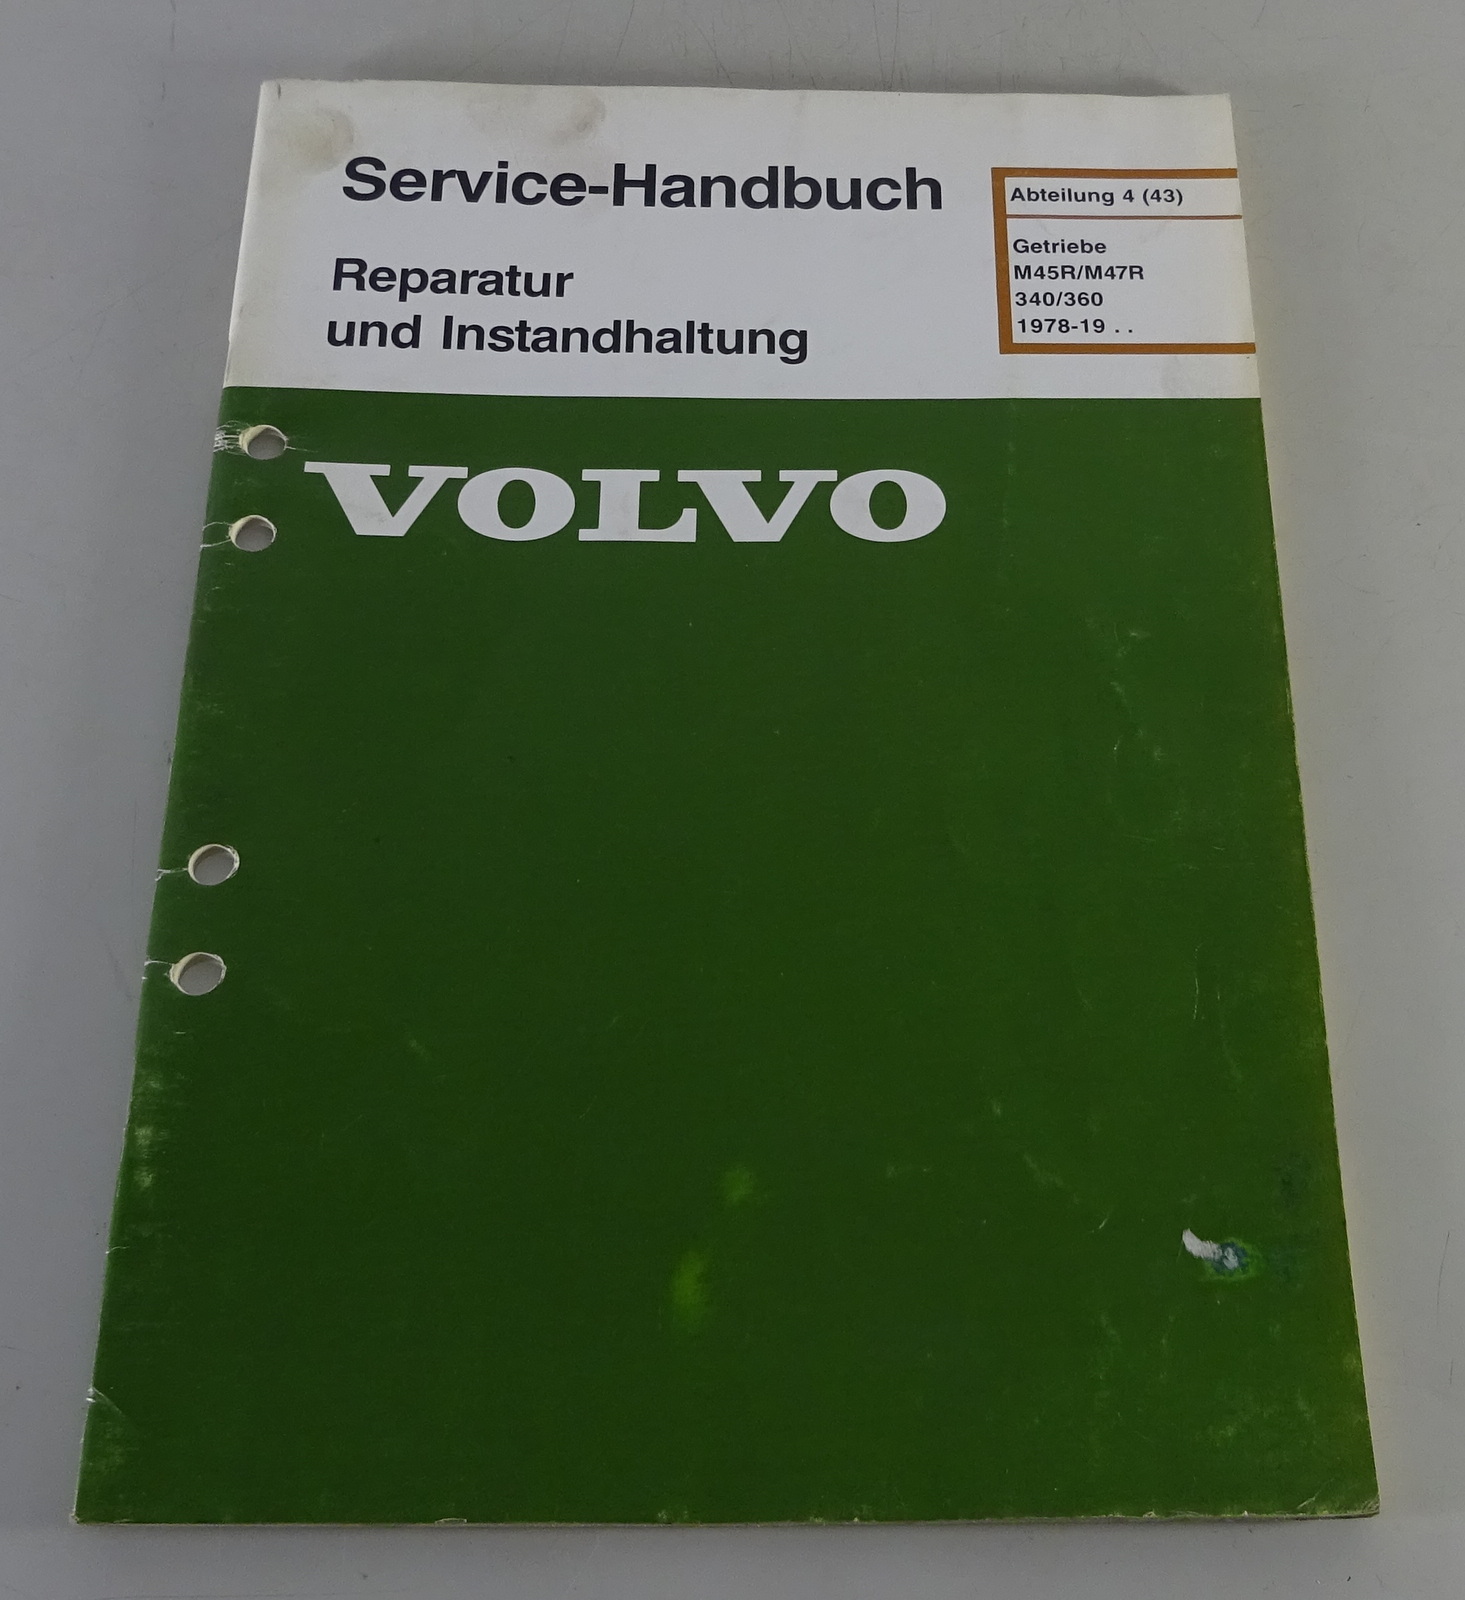 Service-Handbuch
Reparatur
und Instandhaltung
Abteilung 4 (43)
Getriebe
M45R/M47R
340/360
1978-19 . .
VOLVO